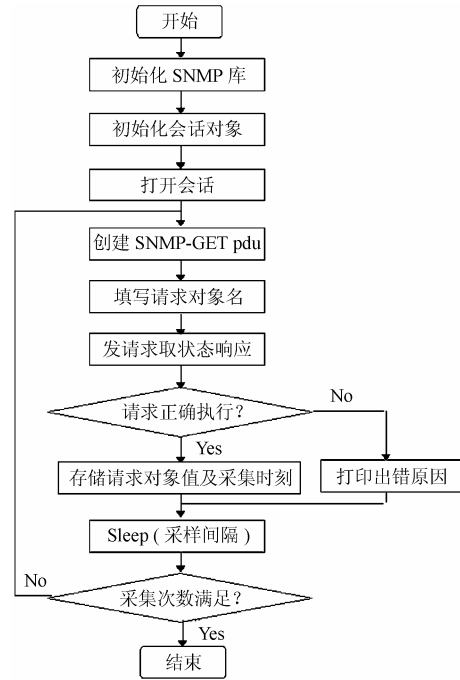 开始
初始化 SNMP 库
初始化会话对象
打开会话
创建 SNMP-GET pdu
填写请求对象名
发请求取状态响应
请求正确执行?
No
Yes
存储请求对象值及采集时刻
打印出错原因
Sleep ( 采样间隔 )
No
采集次数满足?
Yes
结束